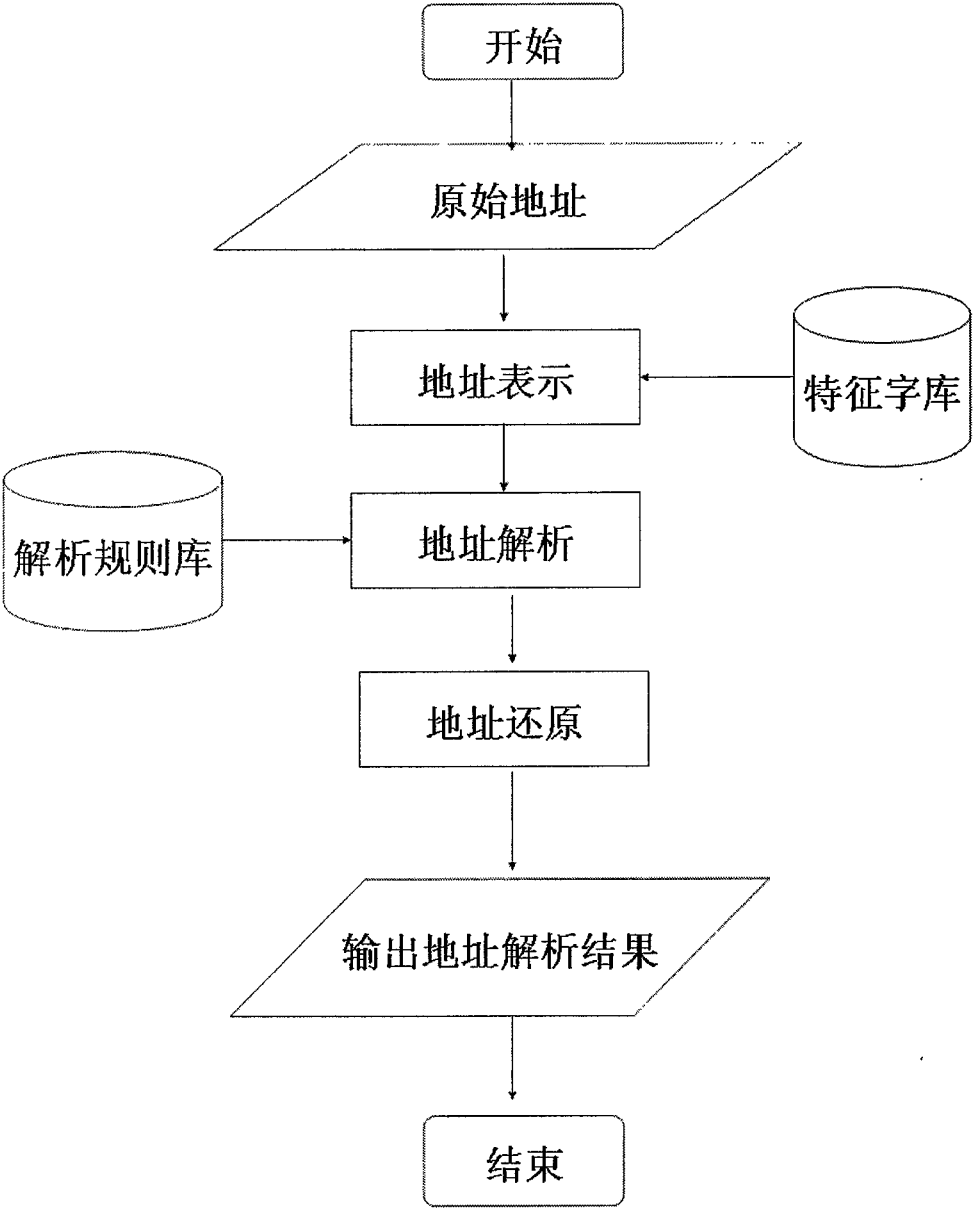 开始
原始地址
地址表示
特征字库
解析规则库
地址解析
地址还原
输出地址解析结果
结束